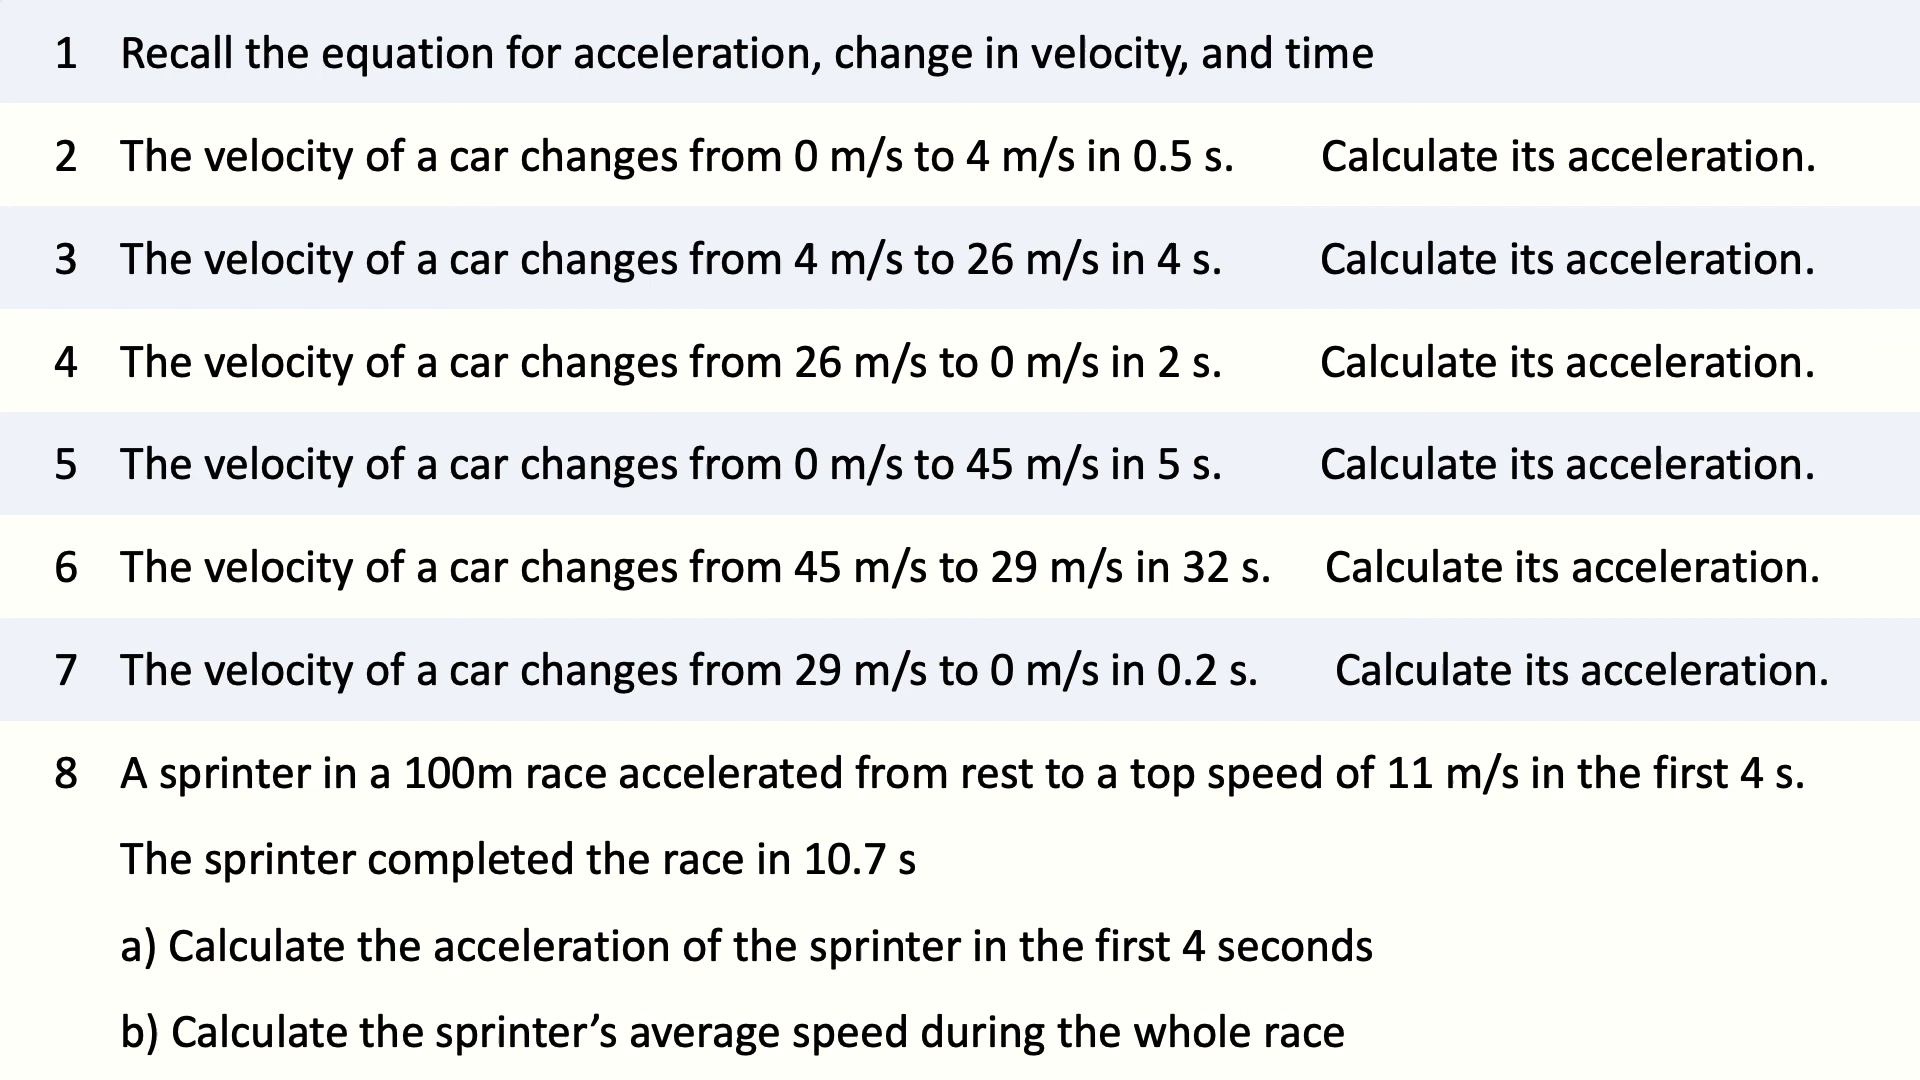 1 Recall the equation for acceleration, change in velocity, and time
2 The velocity of a car changes from 0 m/s to 4 m/s in 0.5 s. Calculate its acceleration.
3 The velocity of a car changes from 4 m/s to 26 m/s in 4 s. Calculate its acceleration.
4 The velocity of a car changes from 26 m/s to 0 m/s in 2 s. Calculate its acceleration.
5 The velocity of a car changes from 0 m/s to 45 m/s in 5 s. Calculate its acceleration.
6 The velocity of a car changes from 45 m/s to 29 m/s in 32 s. Calculate its acceleration.
7 The velocity of a car changes from 29 m/s to 0 m/s in 0.2 s. Calculate its acceleration.
8 A sprinter in a 100m race accelerated from rest to a top speed of 11 m/s in the first 4 s.
The sprinter completed the race in 10.7 s
a) Calculate the acceleration of the sprinter in the first 4 seconds
b) Calculate the sprinter’s average speed during the whole race